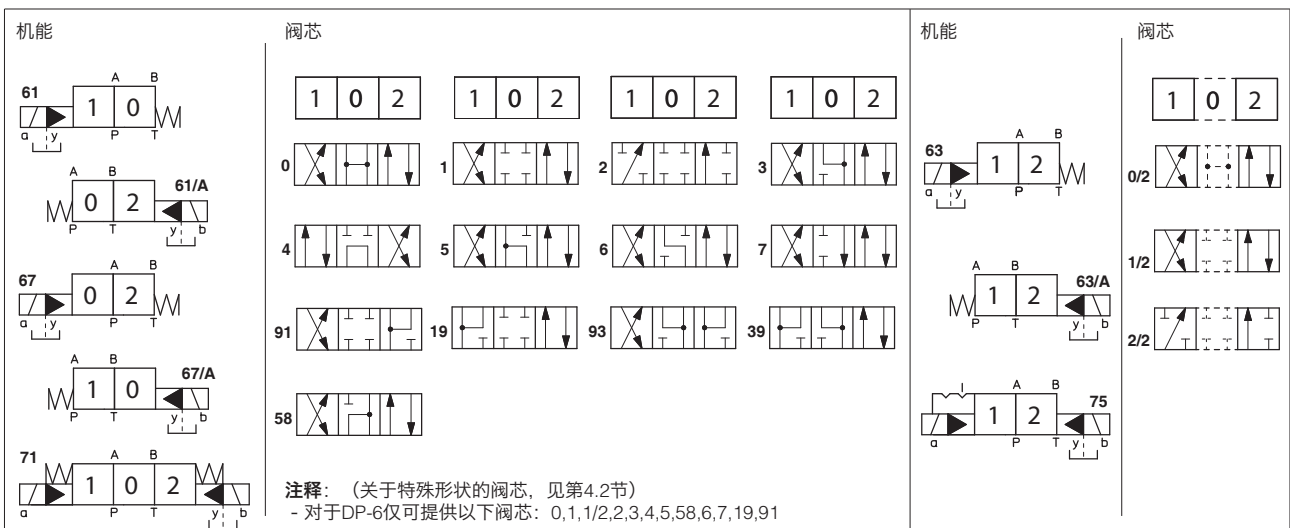 机能
阀芯
机能
阀芯
61
A B
1 0
a y P T
A B
61/A
0 2
P T y b
67
A B
0 2
a y P T
A B
67/A
1 0
P T y b
71
A B
1 0 2
a P T y b
1 0 2
1 0 2
1 0 2
1 0 2
0
1
2
3
4
5
6
7
91
19
93
39
58
注释： （关于特殊形状的阀芯，见第4.2节）
- 对于DP-6仅可提供以下阀芯：0,1,1/2,2,3,4,5,58,6,7,19,91
63
A B
1 2
a y P T
A B
63/A
1 2
P T y b
A B
75
1 2
a P T y b
1 0 2
0/2
1/2
2/2